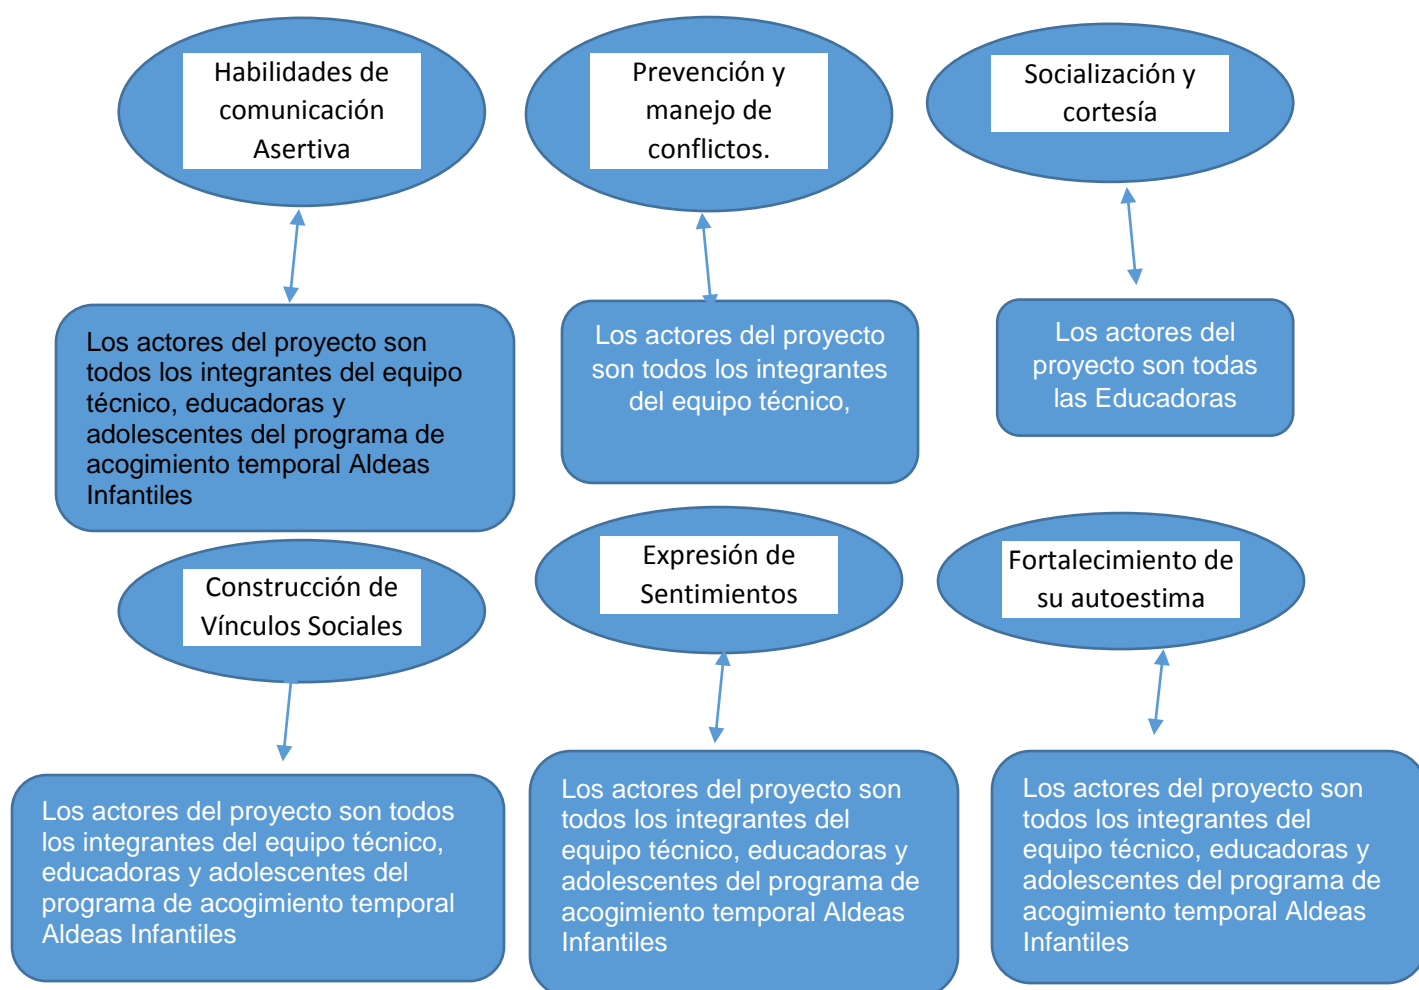 Habilidades de
comunicación
Asertiva
Prevención y
manejo de
conflictos.
Socialización y
cortesía
Los actores del proyecto son
todos los integrantes del equipo
técnico, educadoras y
adolescentes del programa de
acogimiento temporal Aldeas
Infantiles
Los actores del proyecto
son todos los integrantes
del equipo técnico,
Los actores del
proyecto son todas
las Educadoras
Construcción de
Vínculos Sociales
Expresión de
Sentimientos
Fortalecimiento de
su autoestima
Los actores del proyecto son todos
los integrantes del equipo técnico,
educadoras y adolescentes del
programa de acogimiento temporal
Aldeas Infantiles
Los actores del proyecto son
todos los integrantes del
equipo técnico, educadoras y
adolescentes del programa de
acogimiento temporal Aldeas
Infantiles
Los actores del proyecto son
todos los integrantes del
equipo técnico, educadoras y
adolescentes del programa de
acogimiento temporal Aldeas
Infantiles